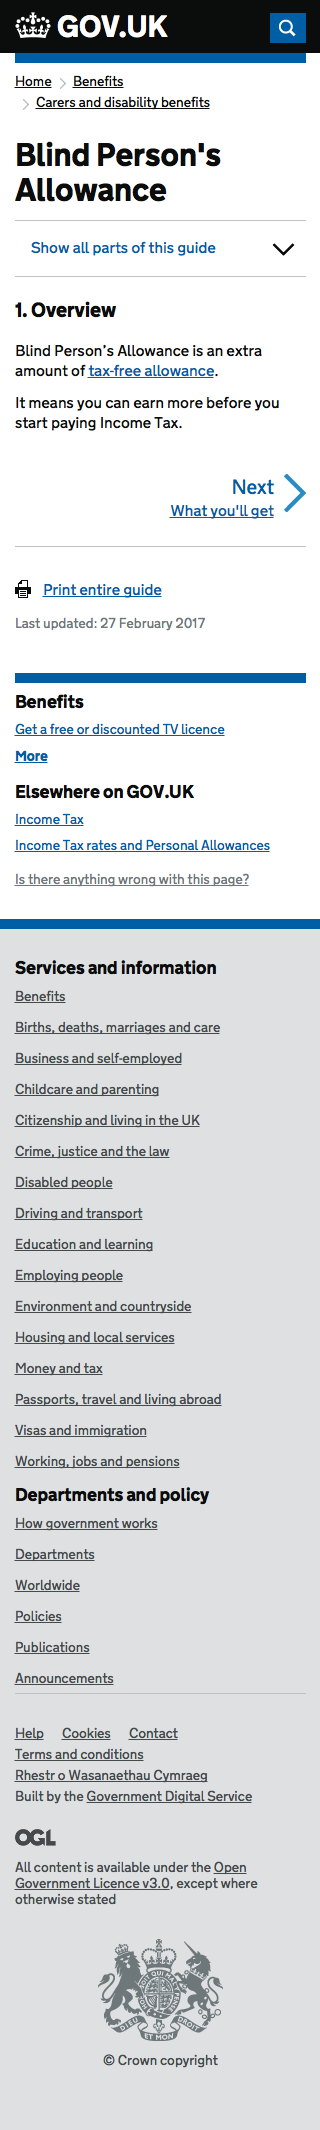 GOV.UK
Home
Benefits
Carers and disability benefits
Blind Person's
Allowance
Show all parts of this guide
1. Overview
Blind Person’s Allowance is an extra
amount of tax-free allowance.
It means you can earn more before you
start paying Income Tax.
Next
What you'll get
Print entire guide
Last updated: 27 February 2017
Benefits
Get a free or discounted TV licence
More
Elsewhere on GOV.UK
Income Tax
Income Tax rates and Personal Allowances
Is there anything wrong with this page?
Services and information
Benefits
Births, deaths, marriages and care
Business and self-employed
Childcare and parenting
Citizenship and living in the UK
Crime, justice and the law
Disabled people
Driving and transport
Education and learning
Employing people
Environment and countryside
Housing and local services
Money and tax
Passports, travel and living abroad
Visas and immigration
Working, jobs and pensions
Departments and policy
How government works
Departments
Worldwide
Policies
Publications
Announcements
Help Cookies Contact
Terms and conditions
Rhestr o Wasanaethau Cymraeg
Built by the Government Digital Service
OGL
All content is available under the Open
Government Licence v3.0, except where
otherwise stated
DIEU ET MON DROIT
© Crown copyright